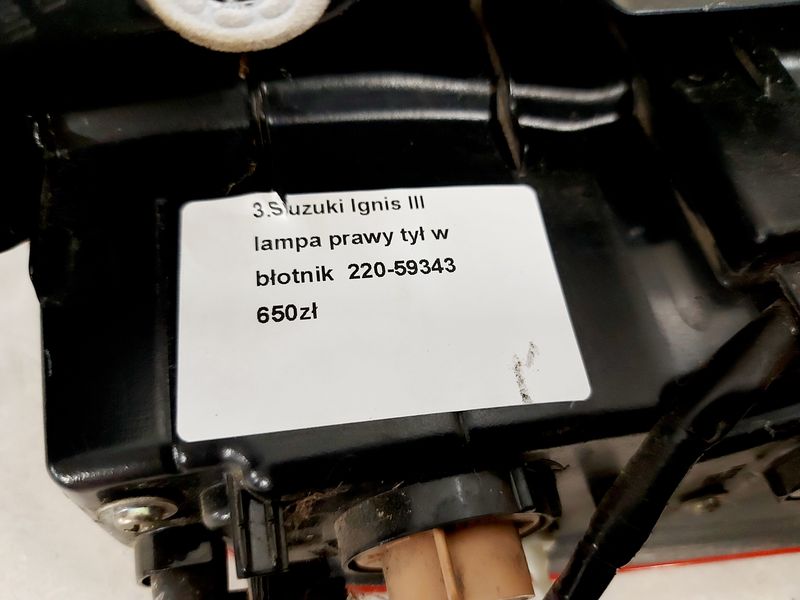 3.Suzuki Ignis III
lampa prawy tył w
błotnik 220-59343
650zł